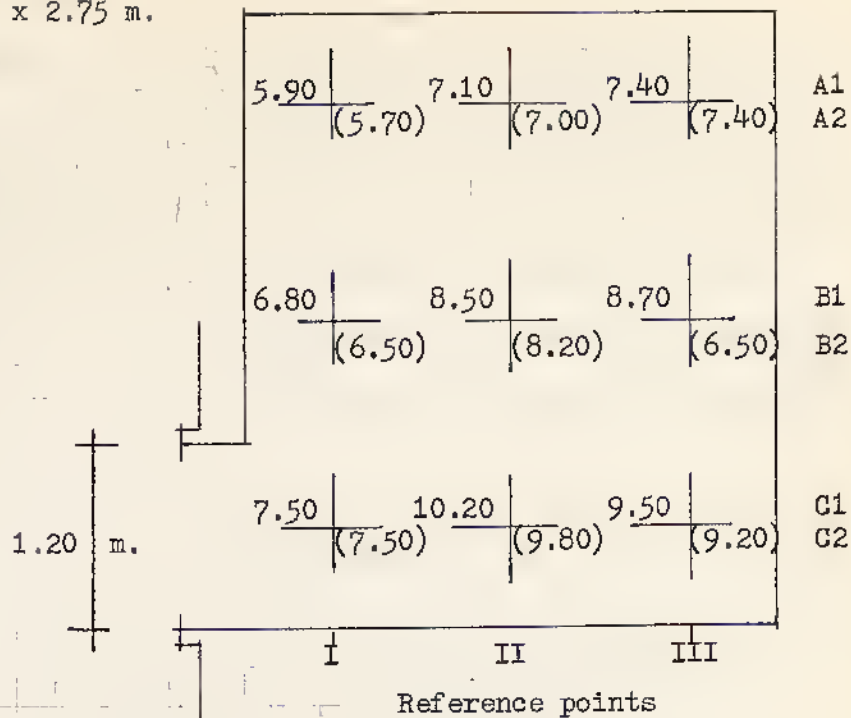 x 2.75 m.
5.90 7.10 7.40 A1
(5.70) (7.00) (7.40) A2
6.80 8.50 8.70 B1
(6.50) (8.20) (6.50) B2
7.50 10.20 9.50 C1
(7.50) (9.80) (9.20) C2
1.20 m.
I II III
Reference points